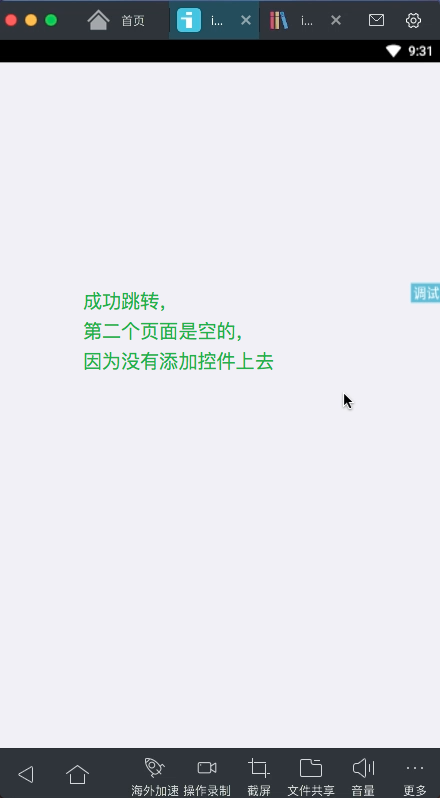 首页
i...
i...
9:31
成功跳转，
第二个页面是空的，
因为没有添加控件上去
调试
海外加速 操作录制 截屏 文件共享 音量 更多